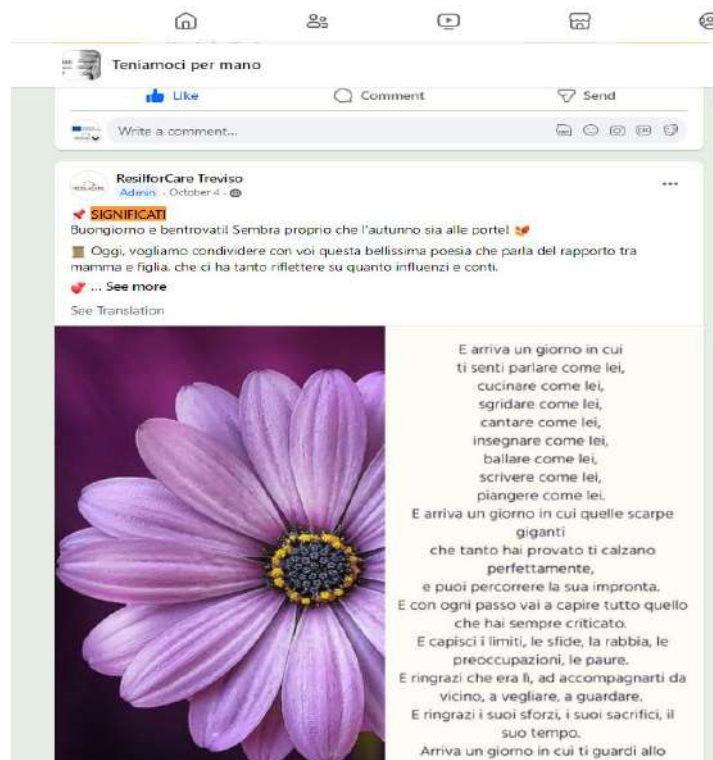 Teniamoci per mano
Like Comment Send
Write a comment...
ResilforCare Treviso
Admin · October 4 ·
SIGNIFICATI
Buongiorno e bentrovati! Sembra proprio che l'autunno sia alle porte!
Oggi, vogliamo condividere con voi questa bellissima poesia che parla del rapporto tra
mamma e figlia, che ci ha tanto riflettere su quanto influenzi e conti.
... See more
See Translation
E arriva un giorno in cui
ti senti parlare come lei,
cucinare come lei,
sgridare come lei,
cantare come lei,
insegnare come lei,
ballare come lei,
scrivere come lei,
piangere come lei.
E arriva un giorno in cui quelle scarpe
giganti
che tanto hai provato ti calzano
perfettamente,
e puoi percorrere la sua impronta.
E con ogni passo vai a capire tutto quello
che hai sempre criticato.
E capisci i limiti, le sfide, la rabbia, le
preoccupazioni, le paure.
E ringrazi che era lì, ad accompagnarti da
vicino, a vegliare, a guardare.
E ringrazi i suoi sforzi, i suoi sacrifici, il
suo tempo.
Arriva un giorno in cui ti guardi allo